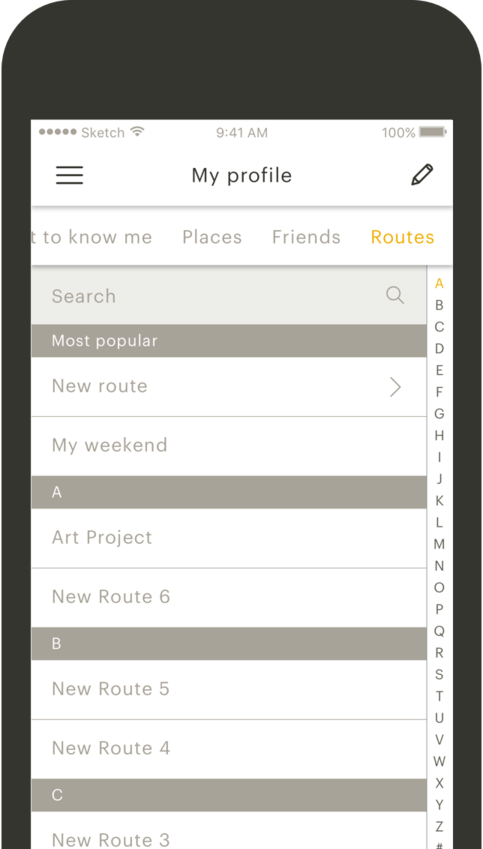 Sketch 9:41 AM 100%
My profile
t to know me Places Friends Routes
Search
Most popular
New route
My weekend
A
Art Project
New Route 6
B
New Route 5
New Route 4
C
New Route 3
A
B
C
D
E
F
G
H
I
J
K
L
M
N
O
P
Q
R
S
T
U
V
W
X
Y
Z
#